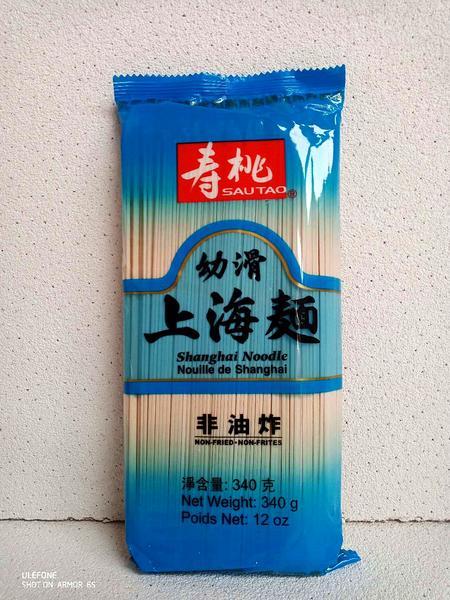 寿桃
SAUTAO
幼滑
上海麵
Shanghai Noodle
Nouille de Shanghai
非油炸
NON-FRIED • NON-FRITES
淨含量: 340 克
Net Weight: 340 g
Poids Net: 12 oz
ULEFONE
SHOT ON ARMOR 6S